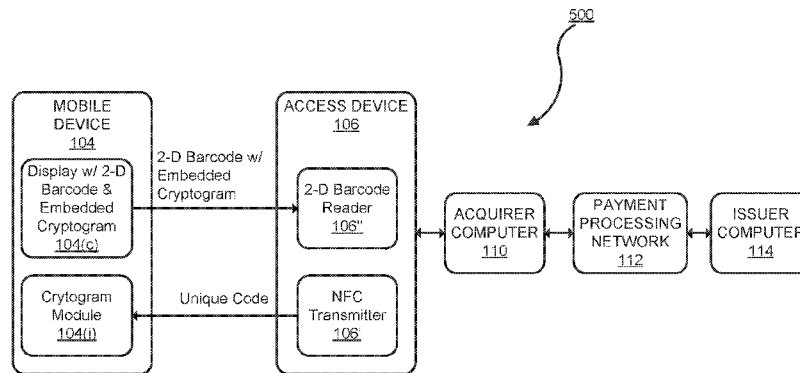 500
MOBILE
DEVICE
104
Display w/ 2-D
Barcode &
Embedded
Cryptogram
104(c)
Crytogram
Module
104(i)
2-D Barcode w/
Embedded
Cryptogram
Unique Code
ACCESS DEVICE
106
2-D Barcode
Reader
106"
NFC
Transmitter
106'
ACQUIRER
COMPUTER
110
PAYMENT
PROCESSING
NETWORK
112
ISSUER
COMPUTER
114